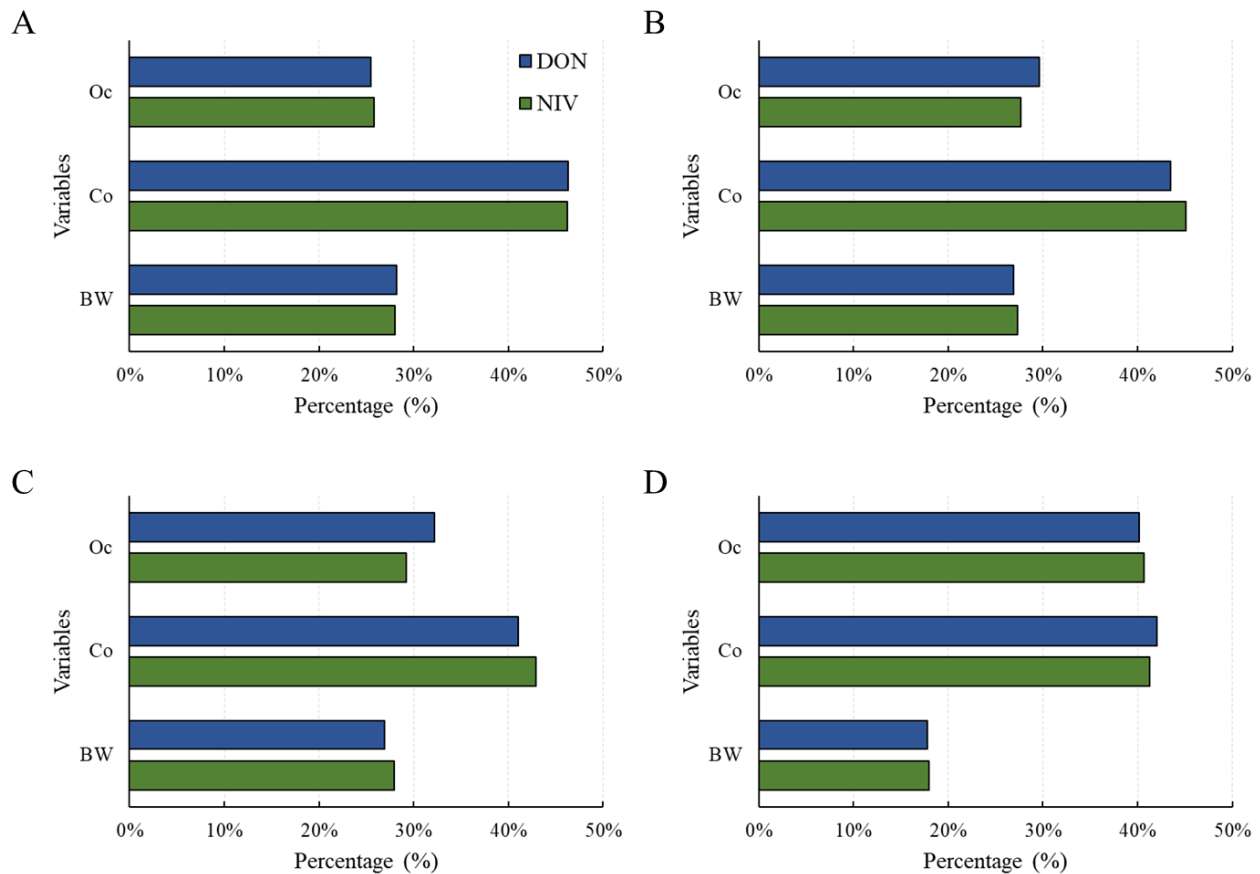 A
DON
NIV
Oc
Co
BW
Variables
0% 10% 20% 30% 40% 50%
Percentage (%)
B
Oc
Co
BW
Variables
0% 10% 20% 30% 40% 50%
Percentage (%)
C
Oc
Co
BW
Variables
0% 10% 20% 30% 40% 50%
Percentage (%)
D
Oc
Co
BW
Variables
0% 10% 20% 30% 40% 50%
Percentage (%)